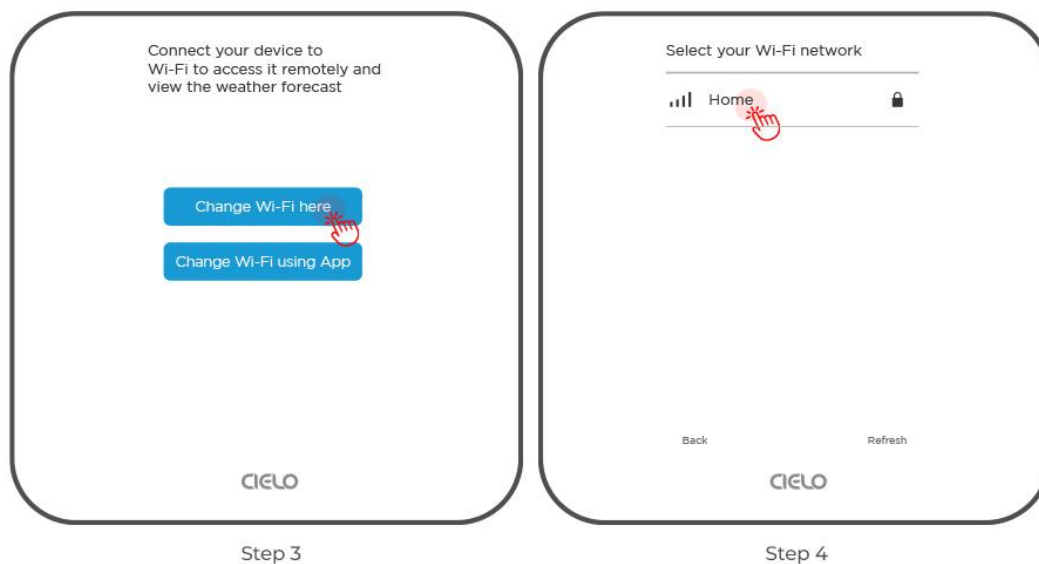 Connect your device to
Wi-Fi to access it remotely and
view the weather forecast
Change Wi-Fi here
Change Wi-Fi using App
CIELO
Step 3
Select your Wi-Fi network
Home
Back
Refresh
CIELO
Step 4